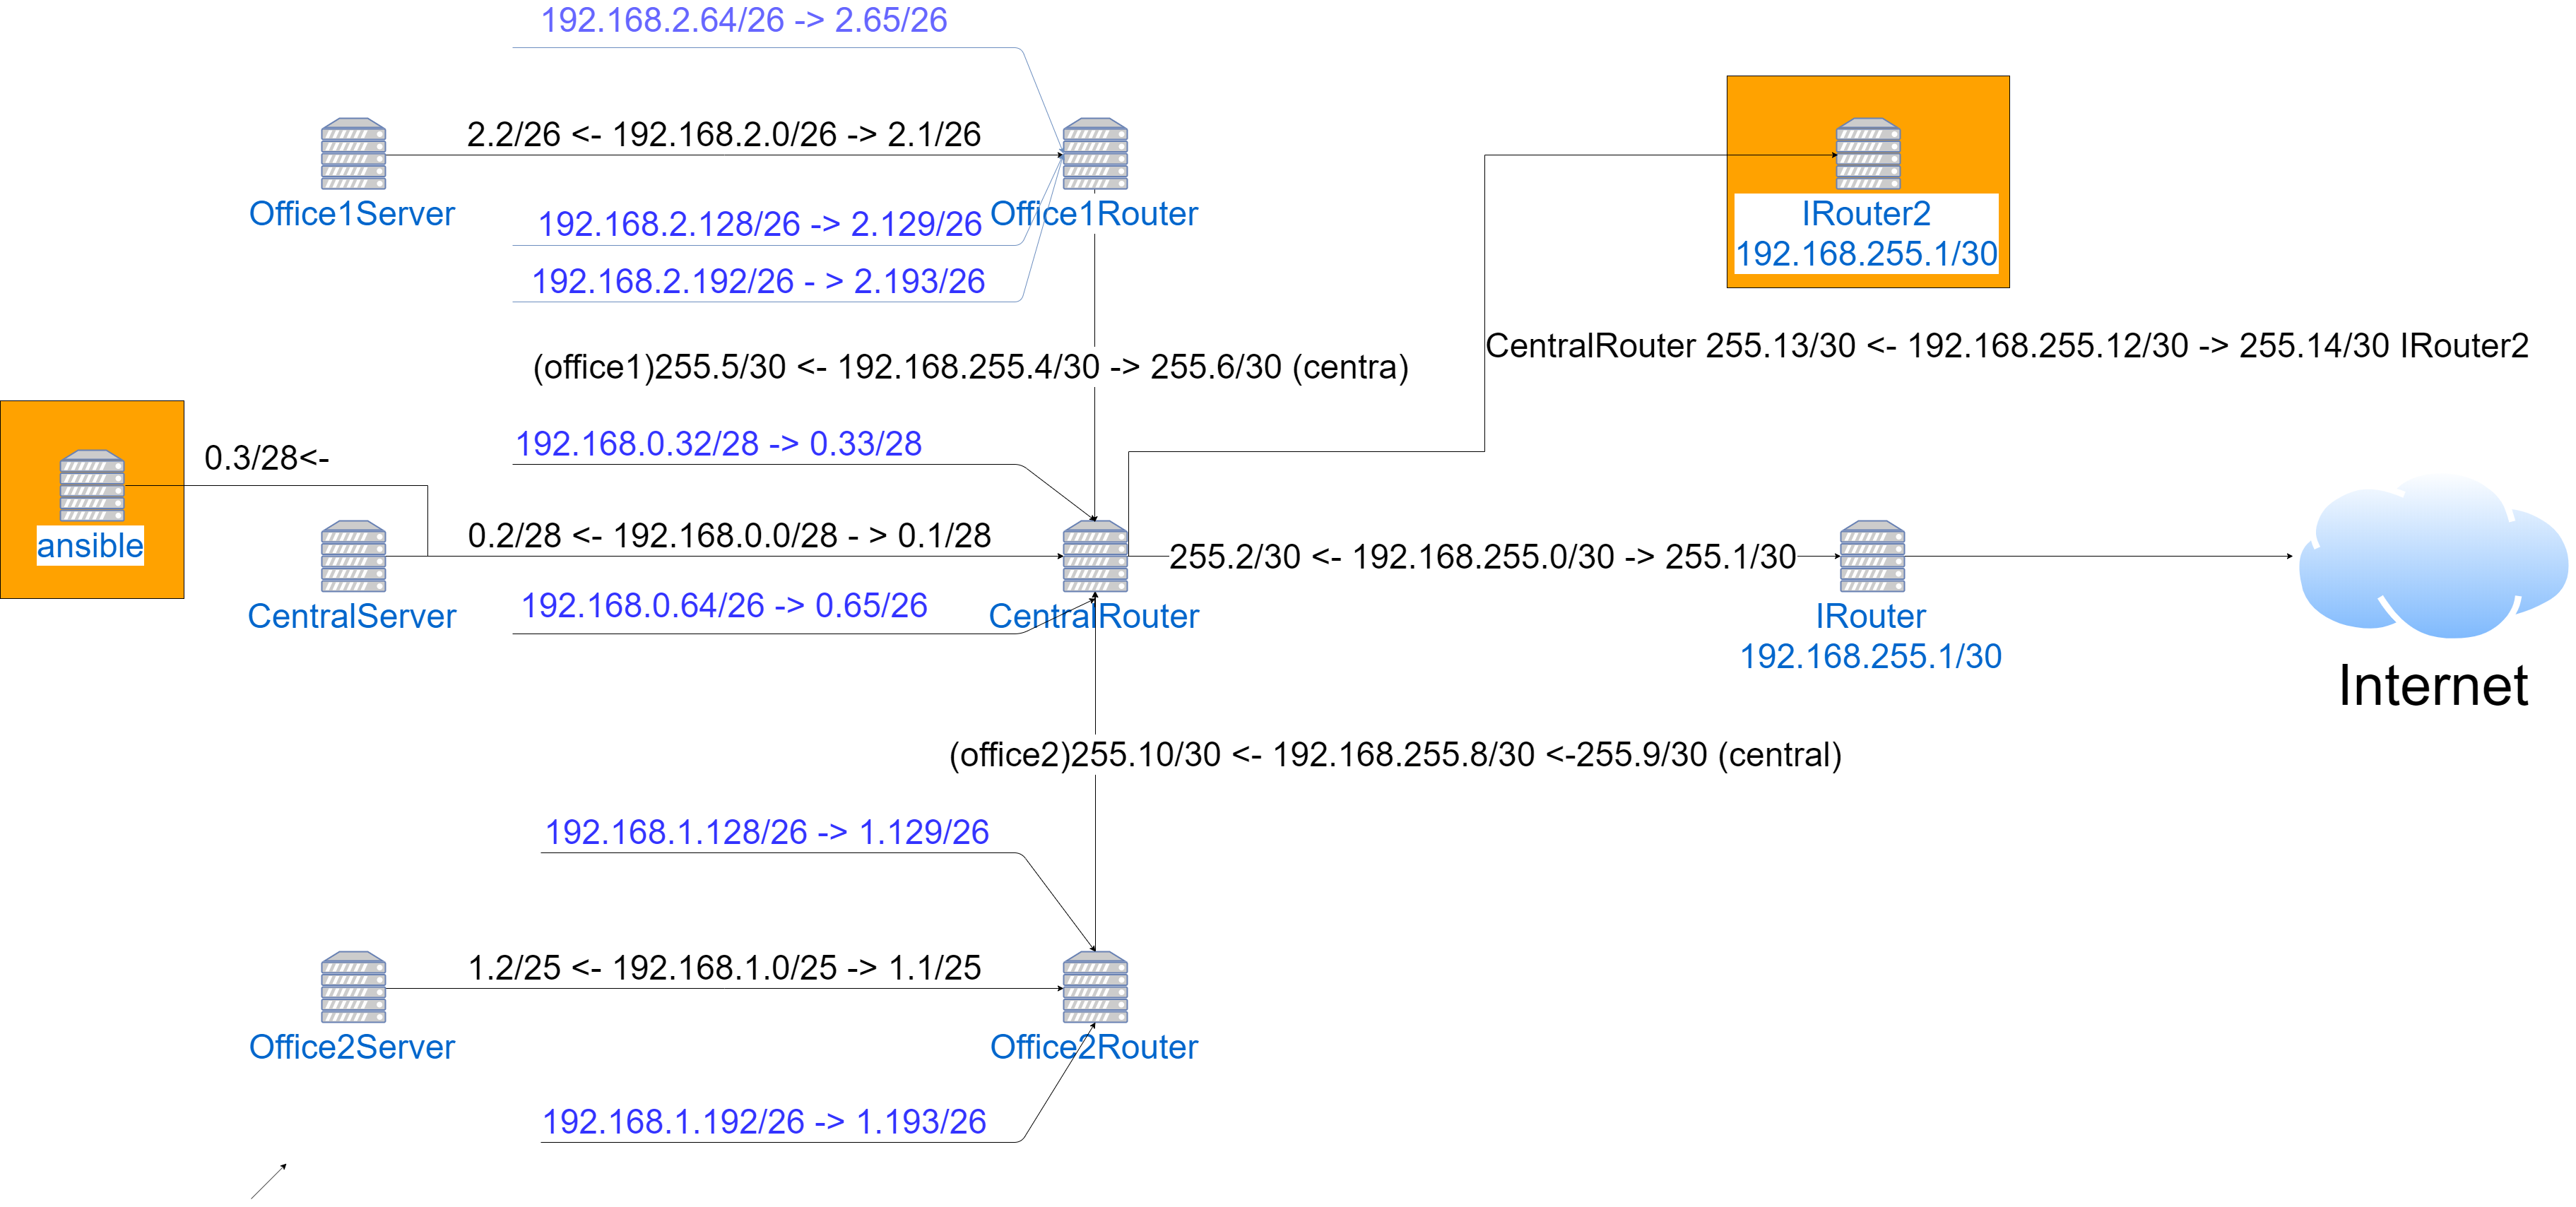 192.168.2.64/26 -> 2.65/26
2.2/26 <- 192.168.2.0/26 -> 2.1/26
Office1Server
192.168.2.128/26 -> 2.129/26
Office1Router
IRouter2
192.168.255.1/30
192.168.2.192/26 - > 2.193/26
(office1)255.5/30 <- 192.168.255.4/30 -> 255.6/30 (centra)
CentralRouter 255.13/30 <- 192.168.255.12/30 -> 255.14/30 IRouter2
192.168.0.32/28 -> 0.33/28
0.3/28<-
ansible
0.2/28 <- 192.168.0.0/28 - > 0.1/28
255.2/30 <- 192.168.255.0/30 -> 255.1/30
192.168.0.64/26 -> 0.65/26
CentralServer
CentralRouter
IRouter
192.168.255.1/30
Internet
(office2)255.10/30 <- 192.168.255.8/30 <-255.9/30 (central)
192.168.1.128/26 -> 1.129/26
1.2/25 <- 192.168.1.0/25 -> 1.1/25
Office2Server
Office2Router
192.168.1.192/26 -> 1.193/26